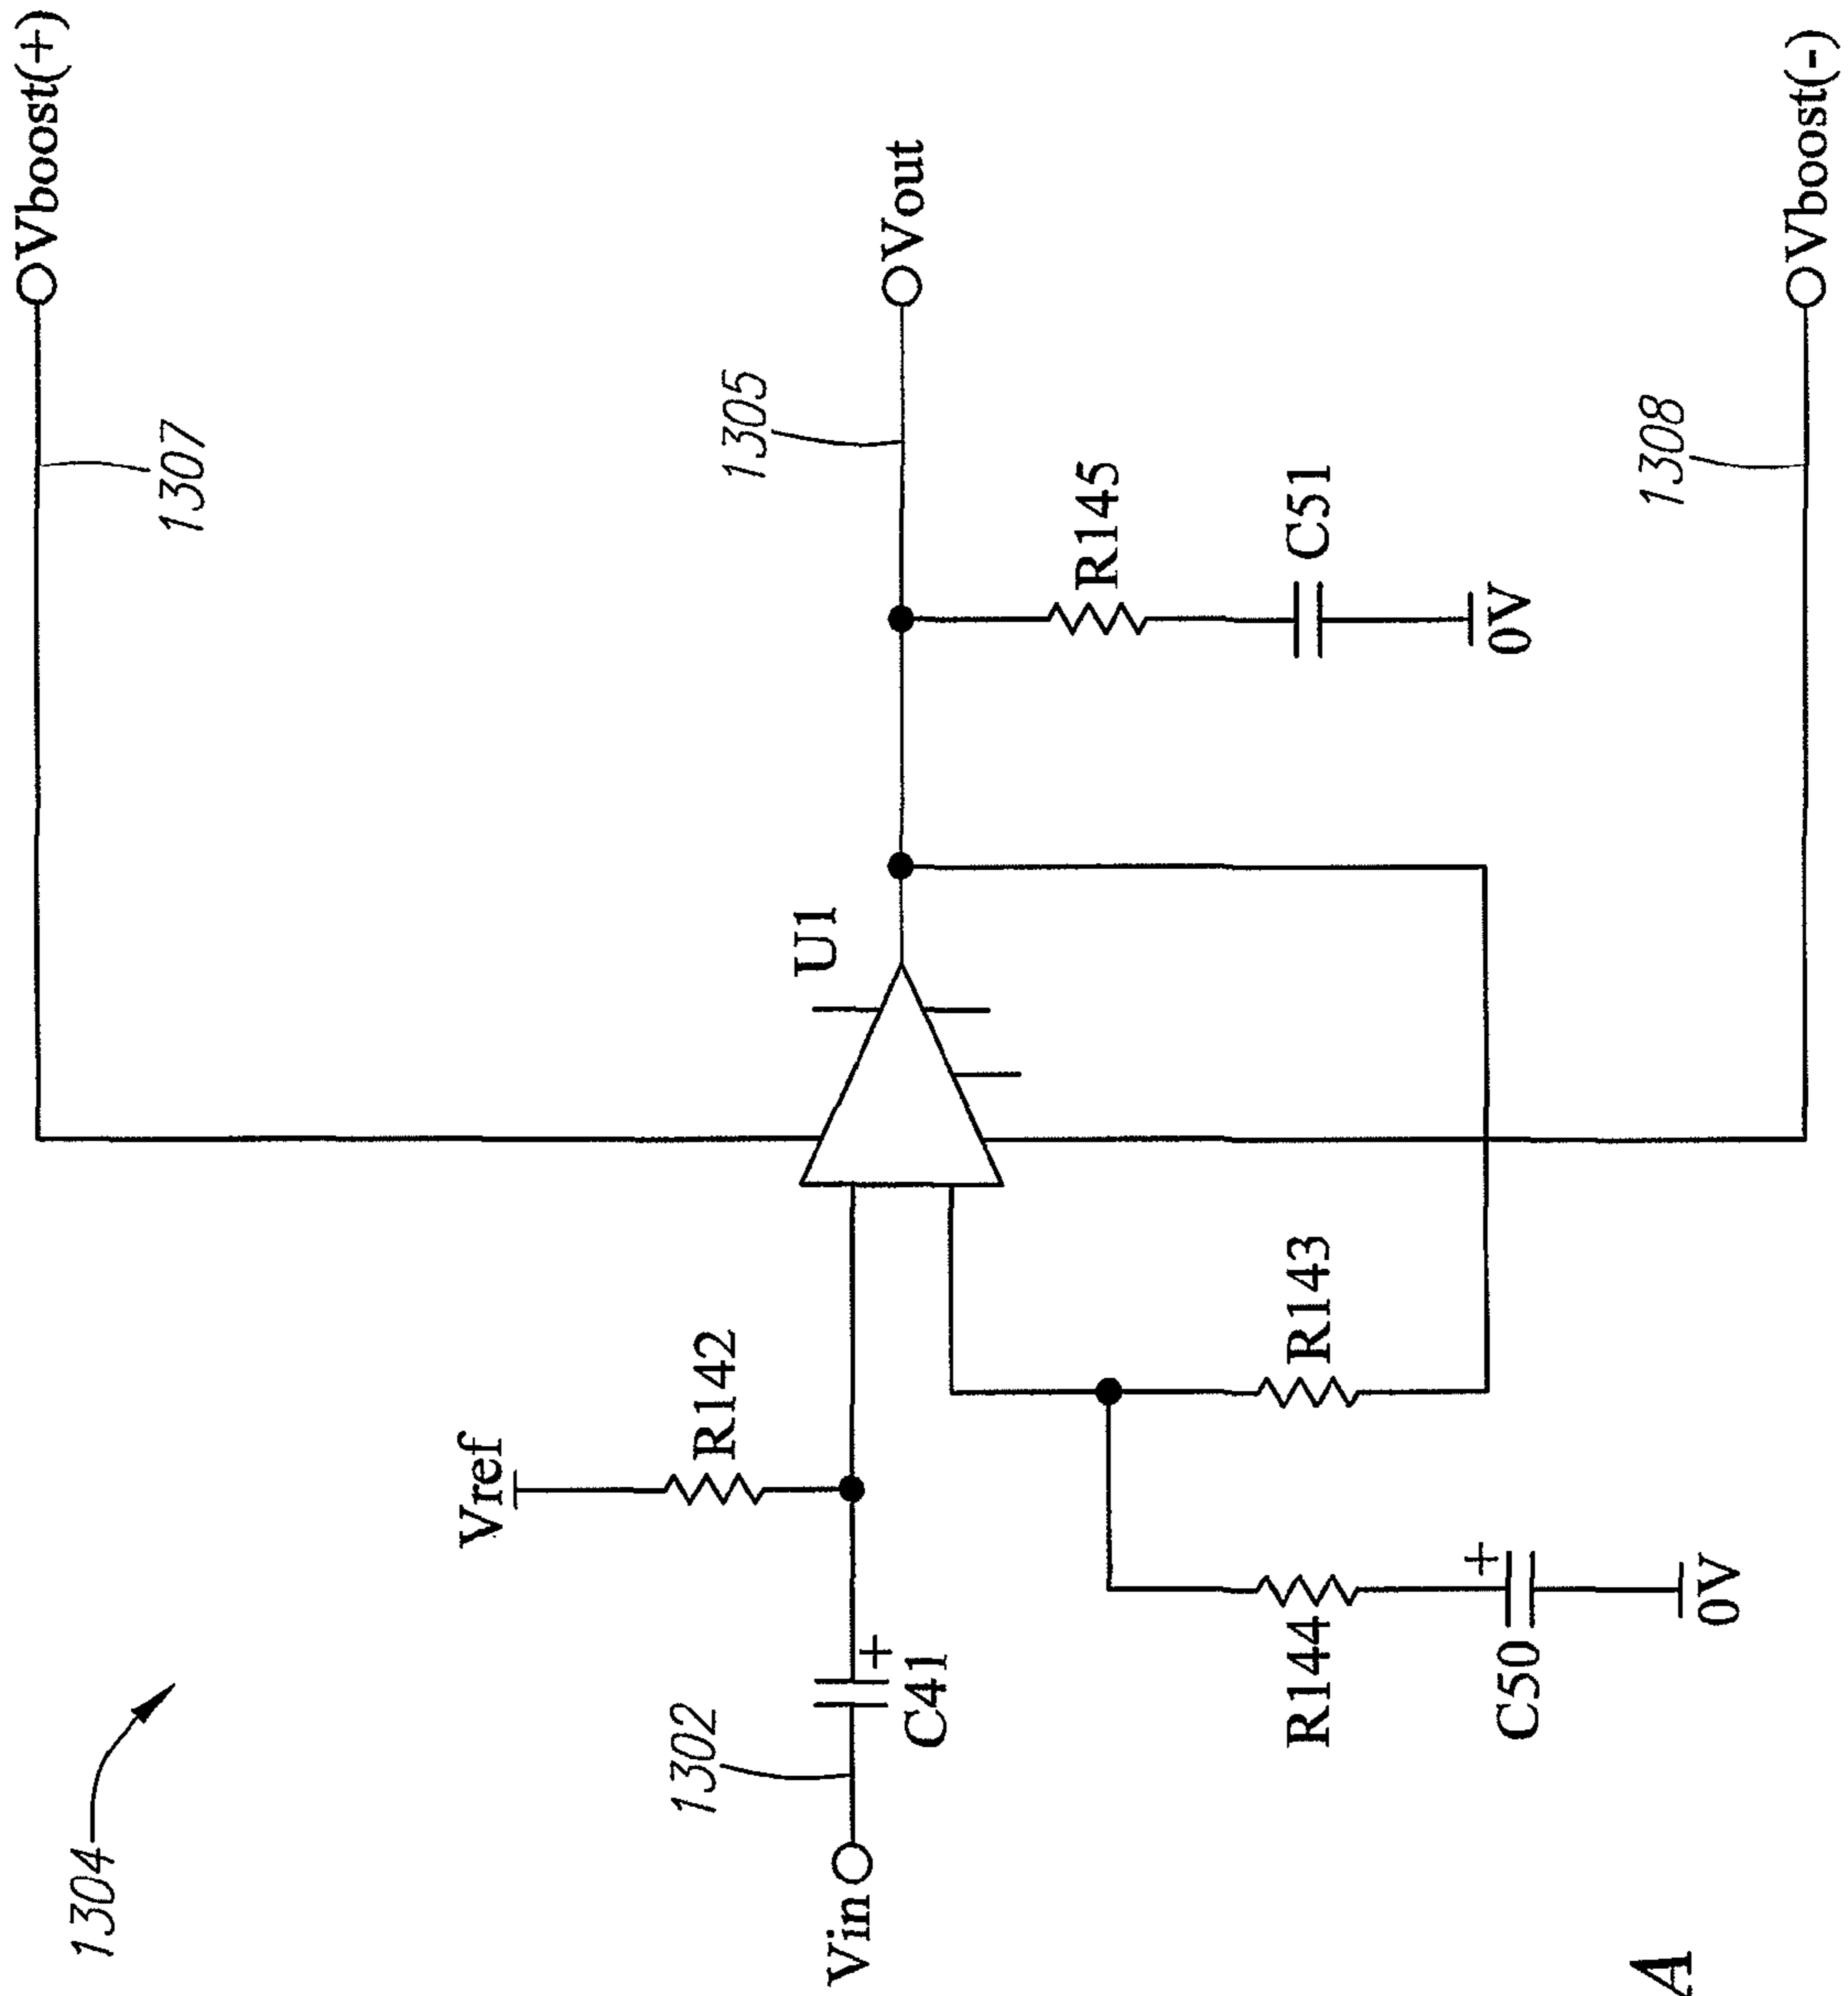 1304
Vboost(+)
1307
Vref
R142
U1
1305
Vout
1302
Vin
+
C41
R145
C51
0V
R144
R143
+
C50
0V
1308
Vboost(-)
A